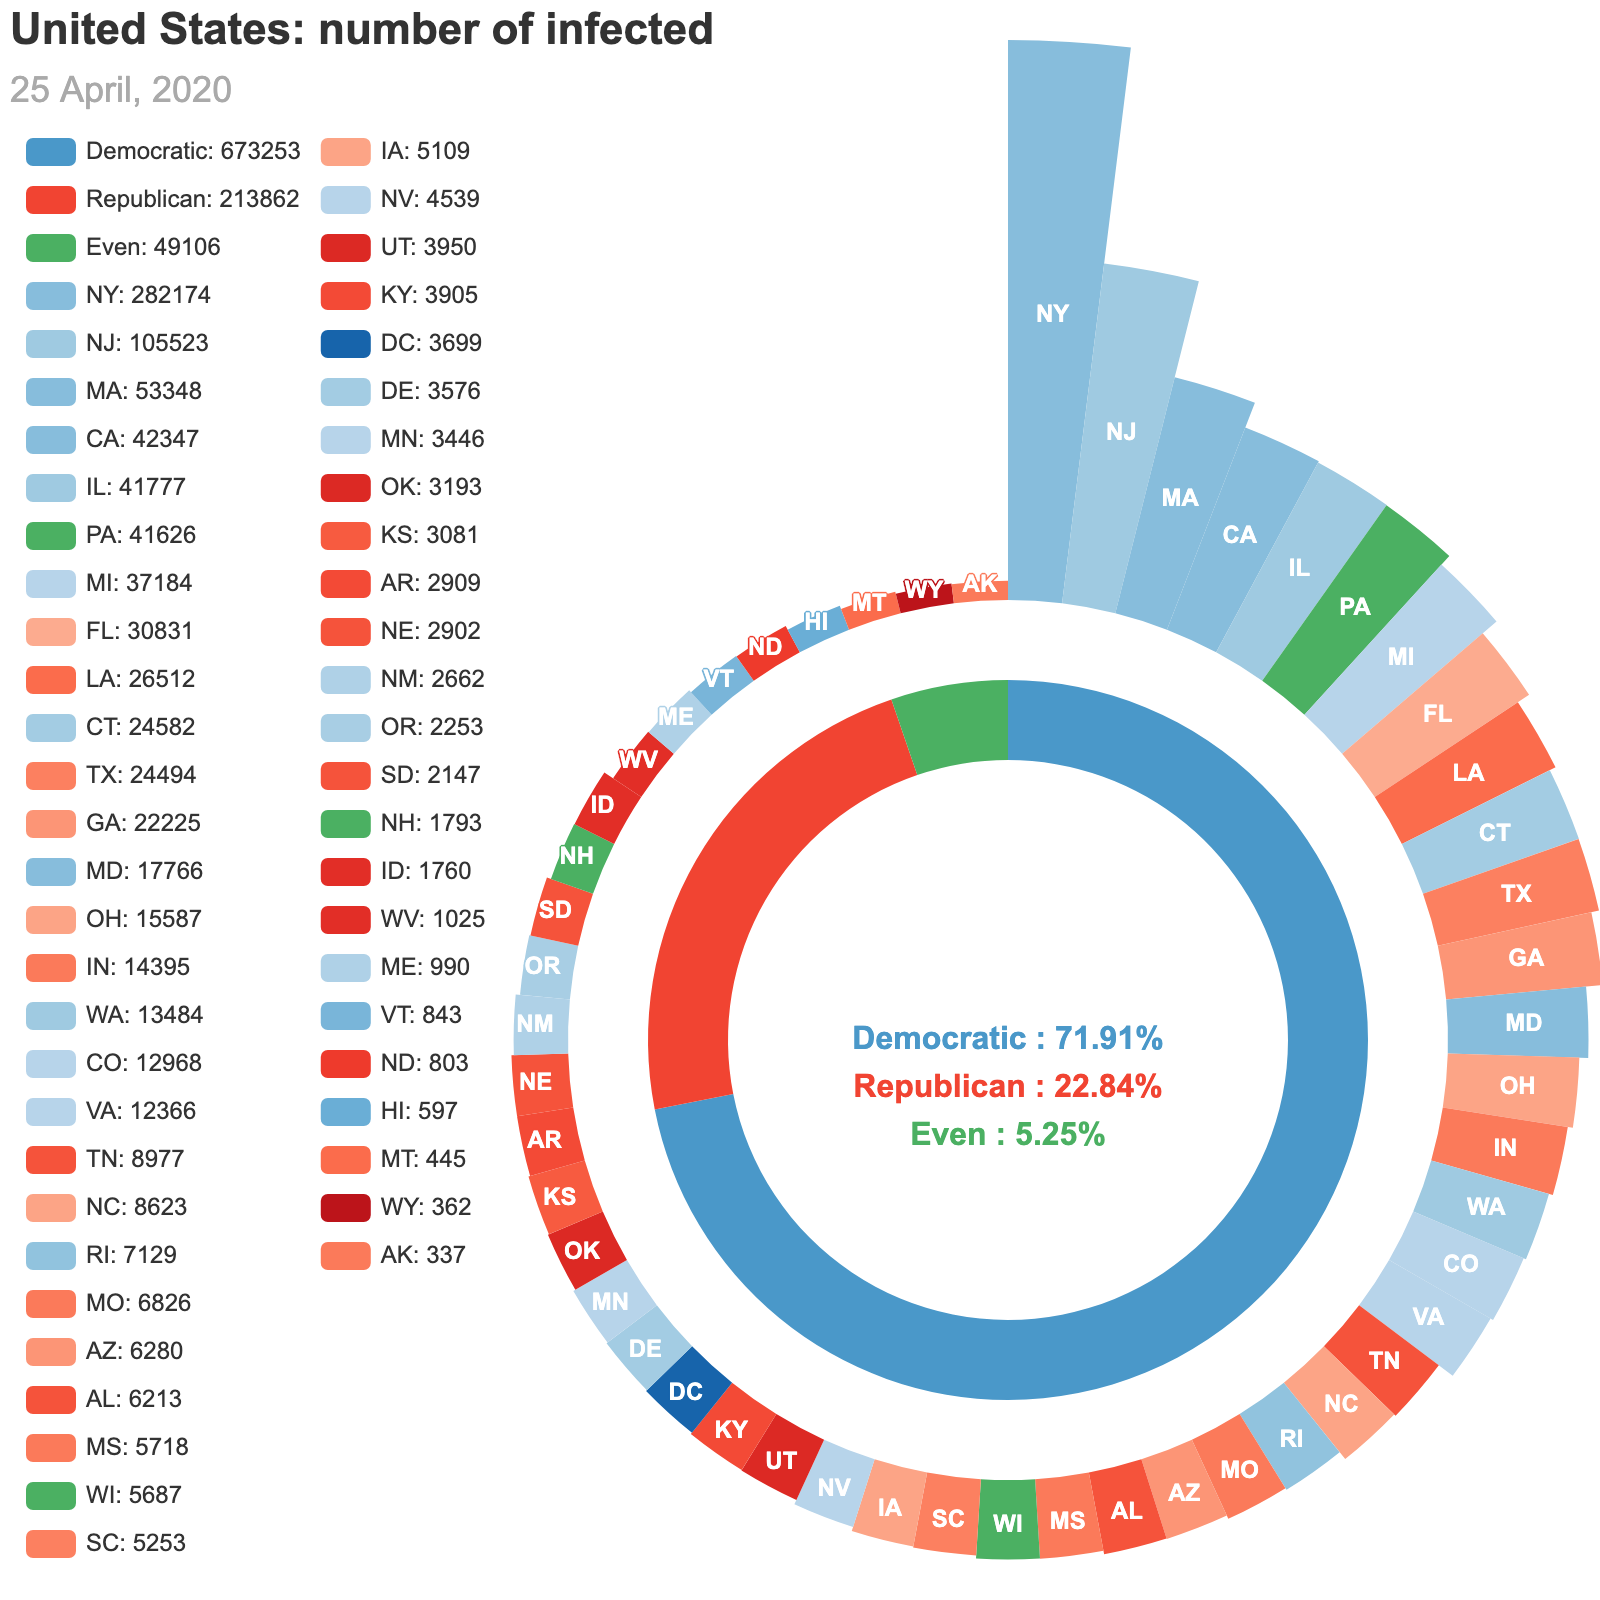 United States: number of infected
25 April, 2020
Democratic: 673253
Republican: 213862
Even: 49106
NY: 282174
NJ: 105523
MA: 53348
CA: 42347
IL: 41777
PA: 41626
MI: 37184
FL: 30831
LA: 26512
CT: 24582
TX: 24494
GA: 22225
MD: 17766
OH: 15587
IN: 14395
WA: 13484
CO: 12968
VA: 12366
TN: 8977
NC: 8623
RI: 7129
MO: 6826
AZ: 6280
AL: 6213
MS: 5718
WI: 5687
SC: 5253
IA: 5109
NV: 4539
UT: 3950
KY: 3905
DC: 3699
DE: 3576
MN: 3446
OK: 3193
KS: 3081
AR: 2909
NE: 2902
NM: 2662
OR: 2253
SD: 2147
NH: 1793
ID: 1760
WV: 1025
ME: 990
VT: 843
ND: 803
HI: 597
MT: 445
WY: 362
AK: 337
NY
NJ
MA
CA
IL
PA
MI
FL
LA
CT
TX
GA
MD
OH
IN
WA
CO
VA
TN
NC
RI
MO
AZ
AL
MS
WI
SC
IA
NV
UT
KY
DC
DE
MN
OK
KS
AR
NE
NM
OR
SD
NH
ID
WV
ME
VT
ND
HI
MT
WY
AK
Democratic : 71.91%
Republican : 22.84%
Even : 5.25%